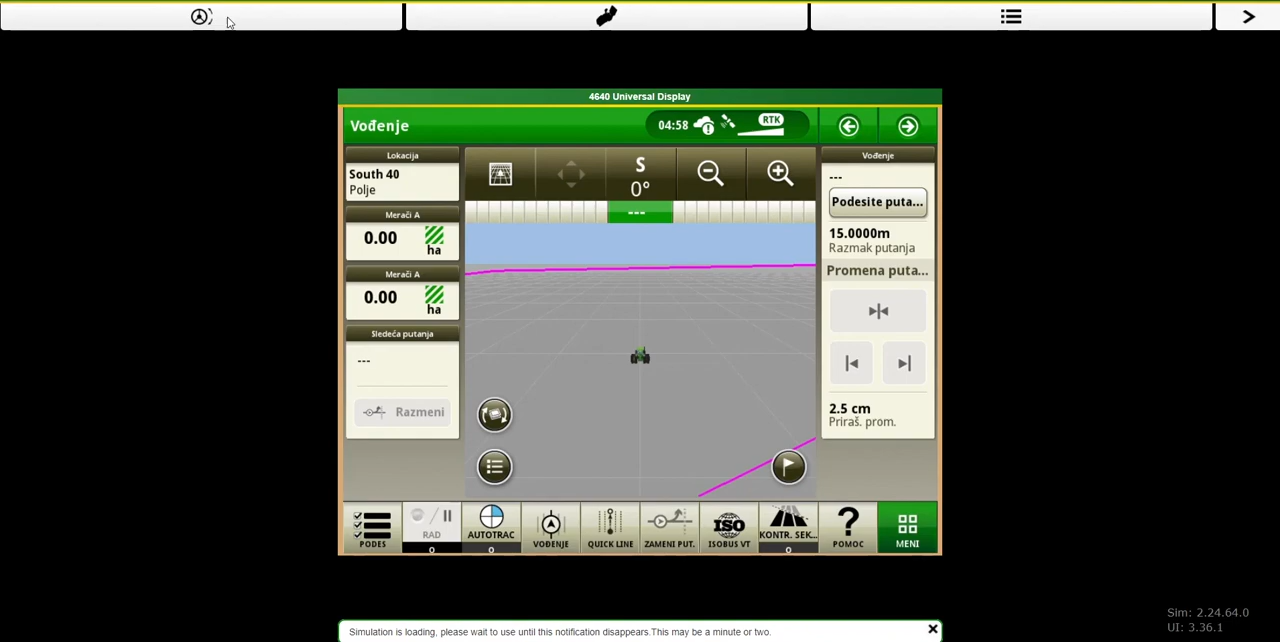 4640 Universal Display
Vođenje
04:58
RTK
Lokacija
South 40
Polje
Merači A
0.00
ha
Merači A
0.00
ha
Sledeća putanja
---
Razmeni
S
0°
---
Vođenje
---
Podesite puta...
15.0000m
Razmak putanja
Promena puta...
2.5 cm
Priraš. prom.
PODES
RAD
0
AUTOTRAC
0
VOĐENJE
QUICK LINE
ZAMENI PUT.
ISO
ISOBUS VT
KONTR. SEK...
0
?
POMOC
MENI
Simulation is loading, please wait to use until this notification disappears.This may be a minute or two.
Sim: 2.24.64.0
UI: 3.36.1